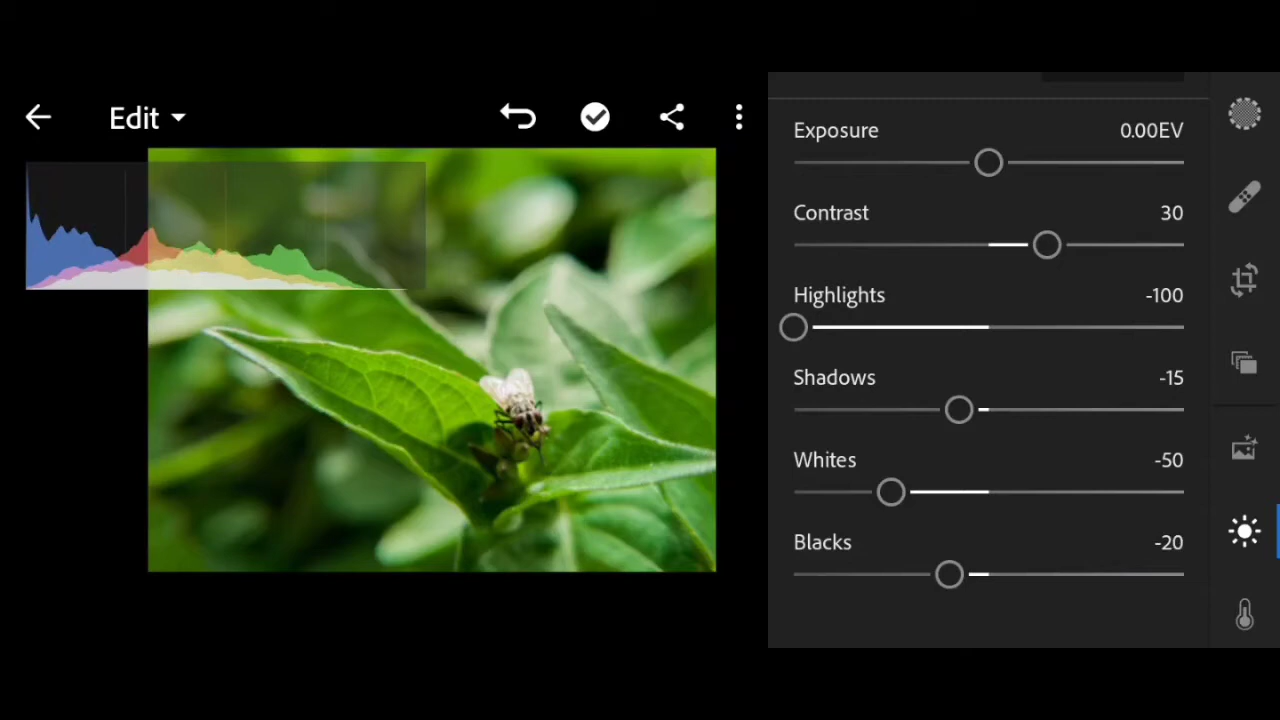 Edit
Exposure 0.00EV
Contrast 30
Highlights -100
Shadows -15
Whites -50
Blacks -20